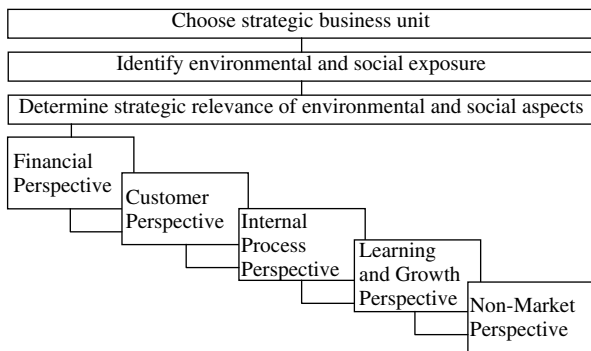 Choose strategic business unit
Identify environmental and social exposure
Determine strategic relevance of environmental and social aspects
Financial
Perspective
Customer
Perspective
Internal
Process
Perspective
Learning
and Growth
Perspective
Non-Market
Perspective